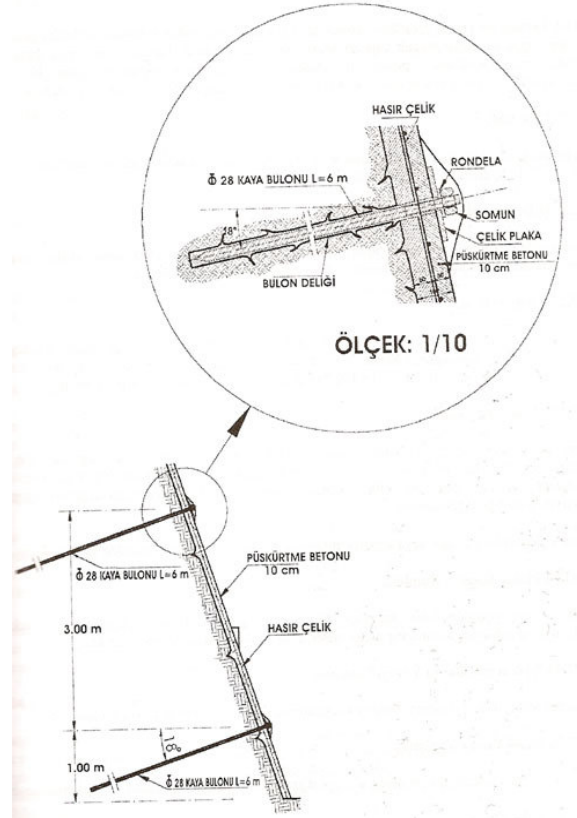 HASIR ÇELİK
RONDELA
Φ 28 KAYA BULONU L=6 m
SOMUN
18°
ÇELİK PLAKA
PÜSKÜRTME BETONU
10 cm
BULON DELİĞİ
ÖLÇEK: 1/10
PÜSKÜRTME BETONU
10 cm
Φ 28 KAYA BULONU L=6 m
3.00 m
HASIR ÇELİK
18°
1.00 m
Φ 28 KAYA BULONU L=6 m